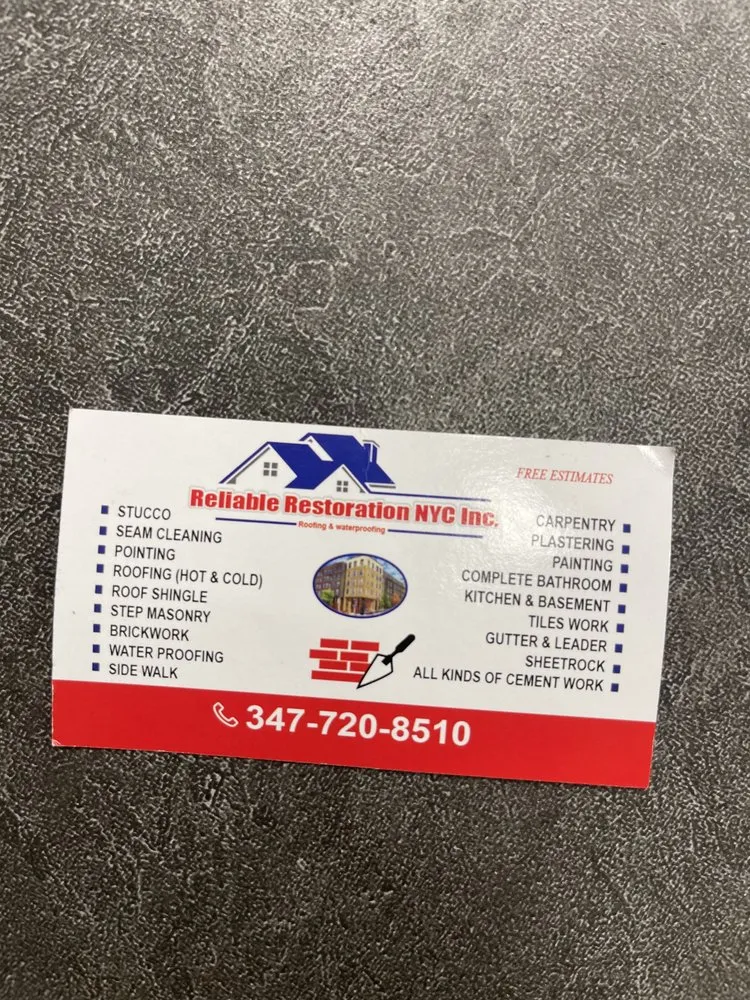 FREE ESTIMATES
Reliable Restoration NYC Inc.
Roofing & waterproofing
STUCCO
SEAM CLEANING
POINTING
ROOFING (HOT & COLD)
ROOF SHINGLE
STEP MASONRY
BRICKWORK
WATER PROOFING
SIDE WALK
CARPENTRY
PLASTERING
PAINTING
COMPLETE BATHROOM
KITCHEN & BASEMENT
TILES WORK
GUTTER & LEADER
SHEETROCK
ALL KINDS OF CEMENT WORK
347-720-8510